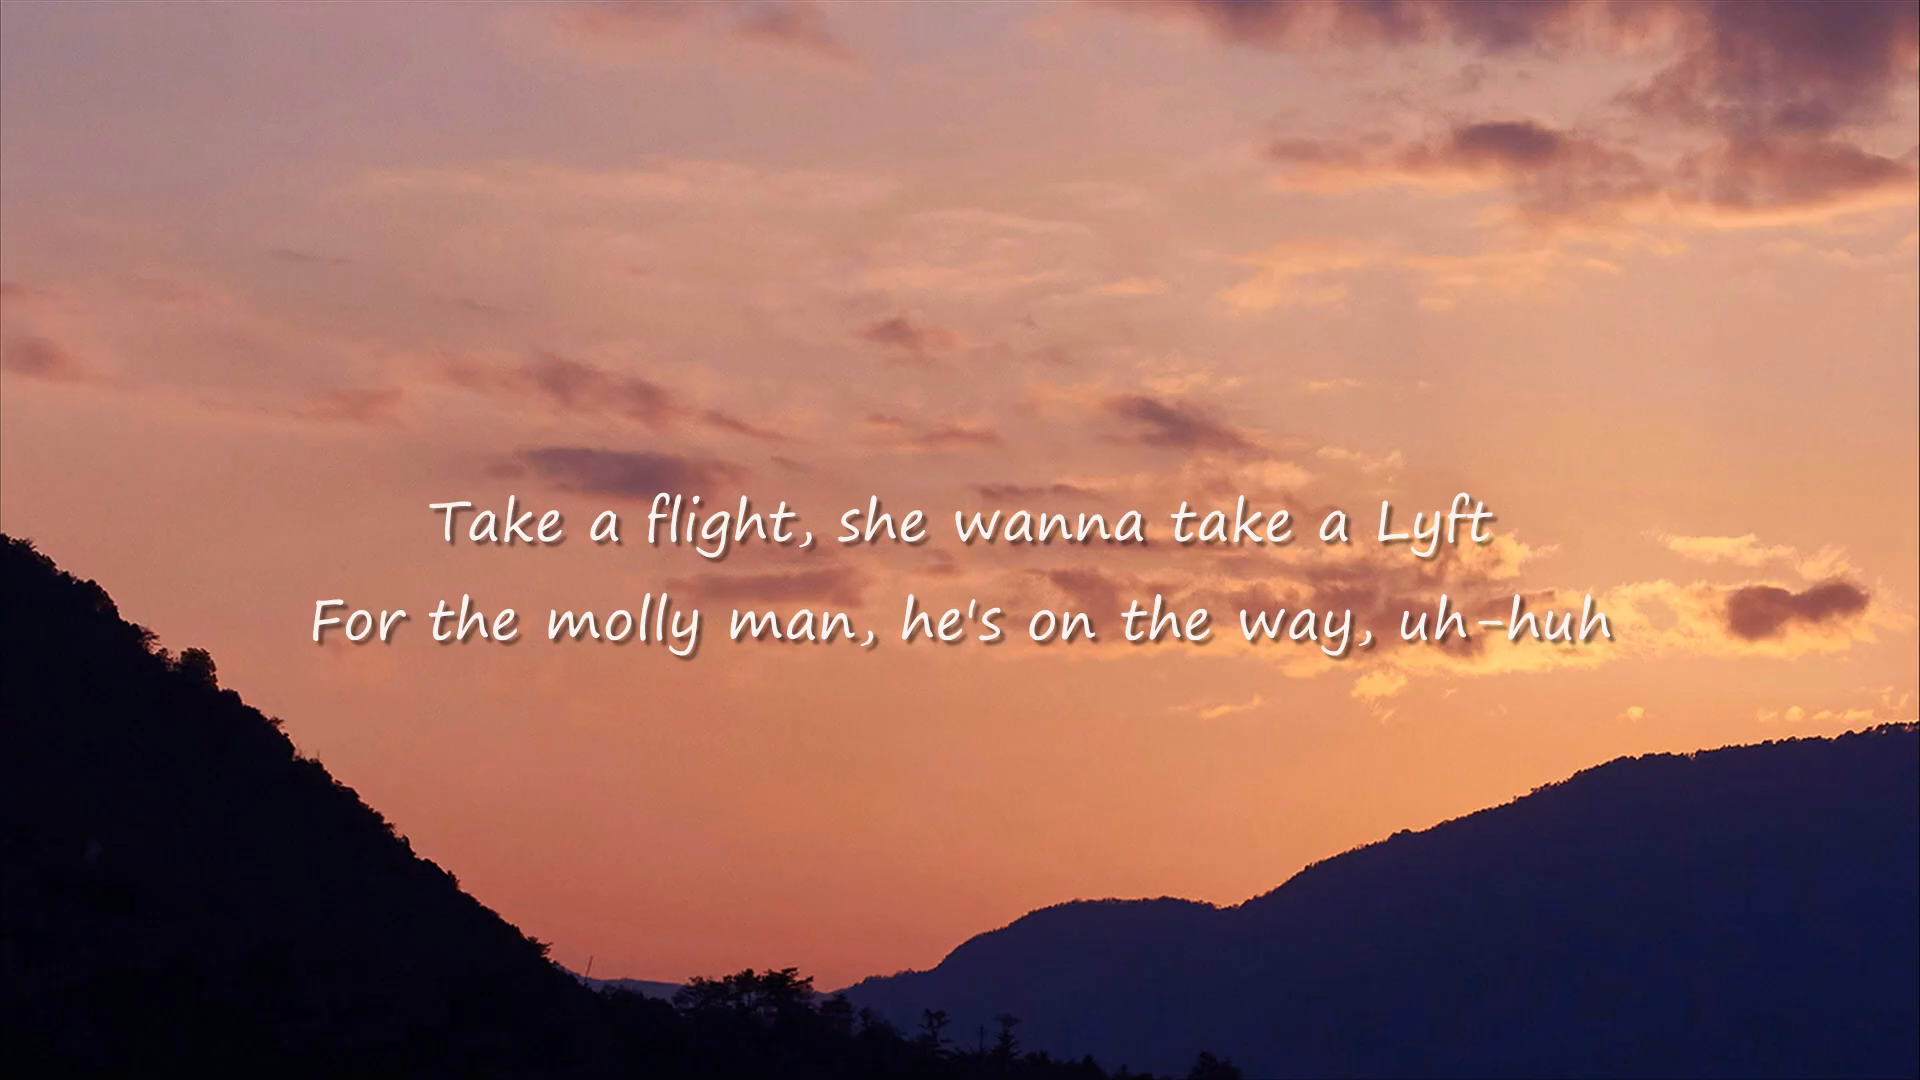 Take a flight, she wanna take a Lyft
For the molly man, he's on the way, uh-huh